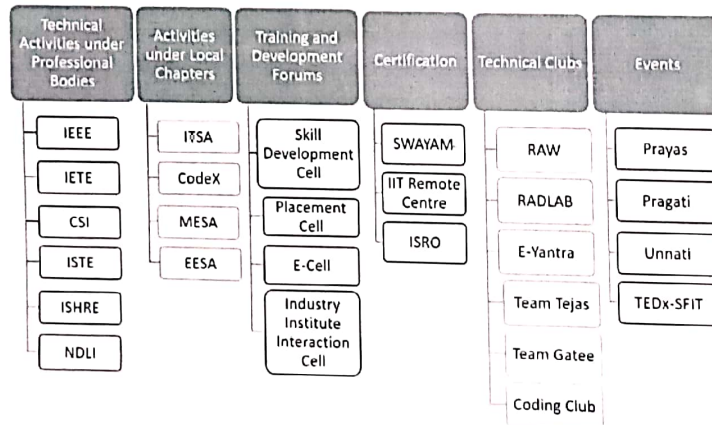 Technical
Activities under
Professional
Bodies
IEEE
IETE
CSI
ISTE
ISHRE
NDLI
Activities
under Local
Chapters
ITSA
CodeX
MESA
EESA
Training and
Development
Forums
Skill
Development
Cell
Placement
Cell
E-Cell
Industry
Institute
Interaction
Cell
Certification
SWAYAM
IIT Remote
Centre
ISRO
Technical Clubs
RAW
RADLAB
E-Yantra
Team Tejas
Team Gatee
Coding Club
Events
Prayas
Pragati
Unnati
TEDx-SFIT